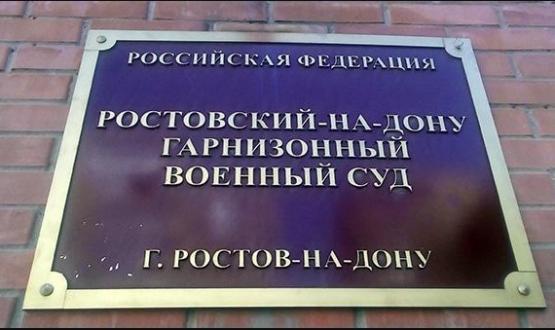 РОССИЙСКАЯ ФЕДЕРАЦИЯ
РОСТОВСКИЙ-НА-ДОНУ
ГАРНИЗОННЫЙ
ВОЕННЫЙ СУД
Г. РОСТОВ-НА-ДОНУ